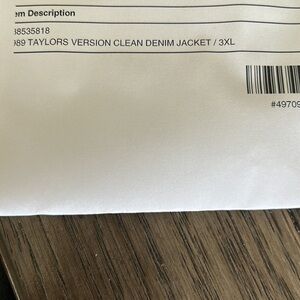 em Description
38535818
989 TAYLORS VERSION CLEAN DENIM JACKET / 3XL
#49709